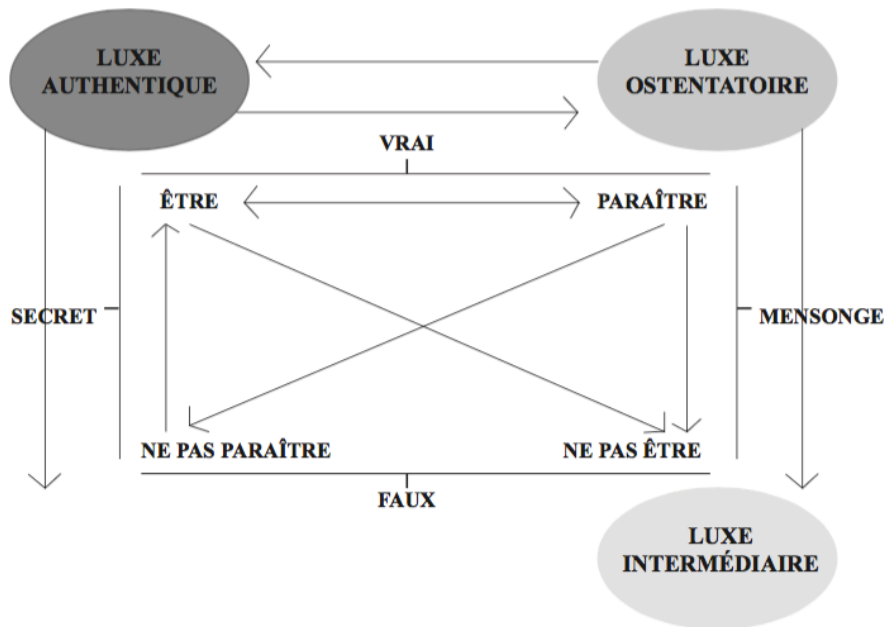 LUXE
AUTHENTIQUE
LUXE
OSTENTATOIRE
VRAI
ÊTRE
PARAÎTRE
SECRET
MENSONGE
NE PAS PARAÎTRE
NE PAS ÊTRE
FAUX
LUXE
INTERMÉDIAIRE